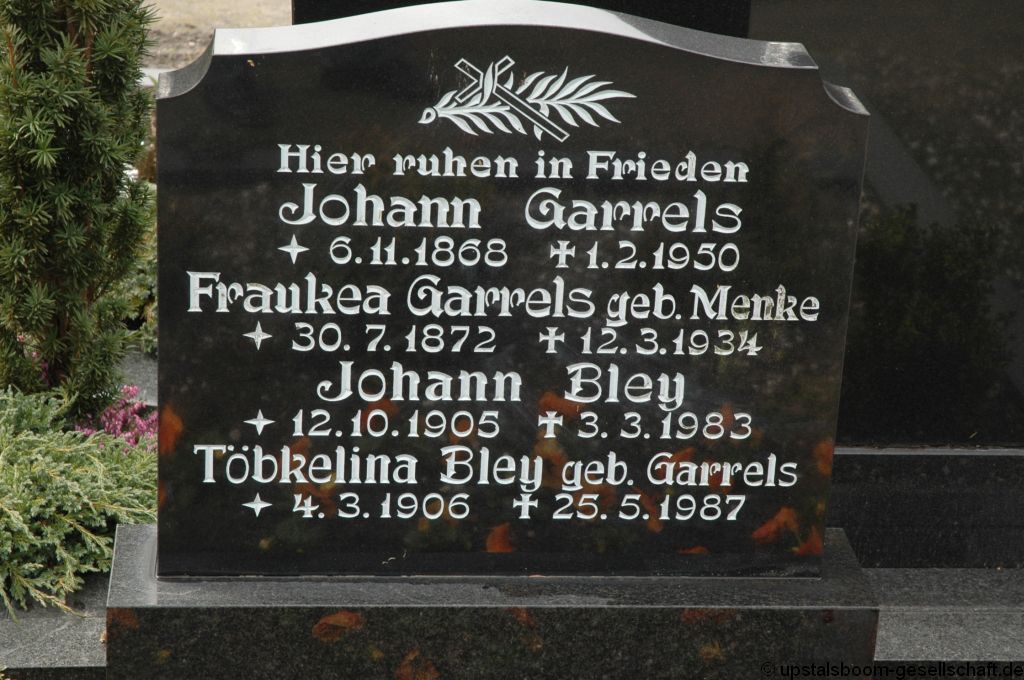 Hier ruhen in Frieden
Johann Garrels
✧ 6.11.1868 ✝ 1.2.1950
Fraukea Garrels geb. Menke
✧ 30.7.1872 ✝ 12.3.1934
Johann Bley
✧ 12.10.1905 ✝ 3.3.1983
Töbkelina Bley geb. Garrels
✧ 4.3.1906 ✝ 25.5.1987
© upstalsboom-gesellschaft.de